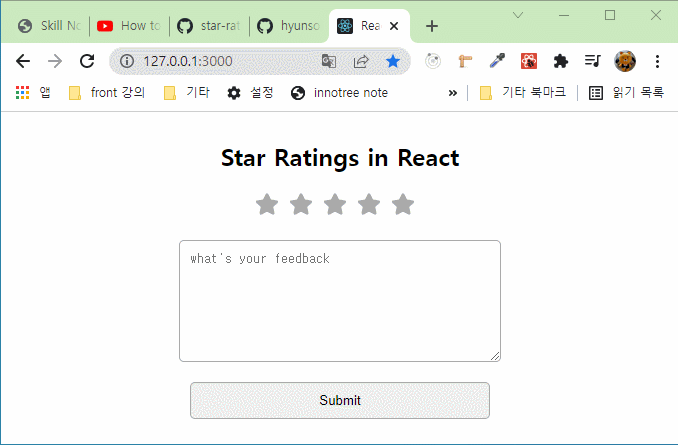 Skill No
How to
star-rat
hyunso
Rea
127.0.0.1:3000
앱
front 강의
기타
설정
innotree note
»
기타 북마크
읽기 목록
Star Ratings in React
what's your feedback
Submit